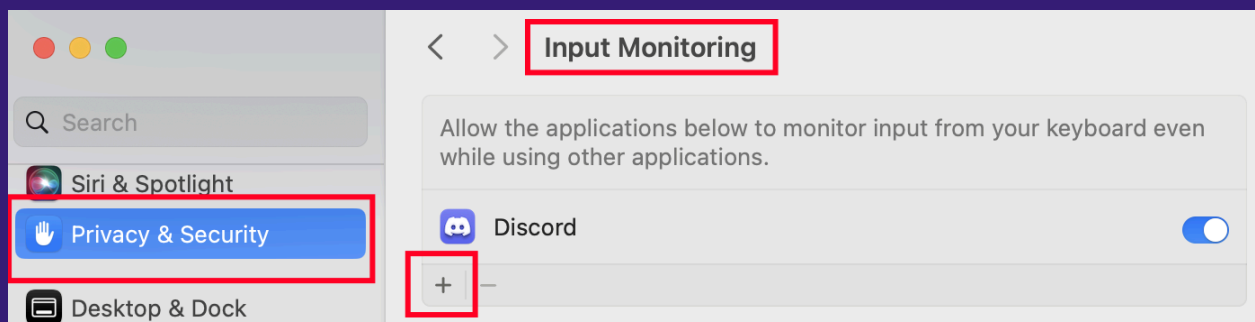 Input Monitoring
Search
Siri & Spotlight
Privacy & Security
Desktop & Dock
Allow the applications below to monitor input from your keyboard even
while using other applications.
Discord